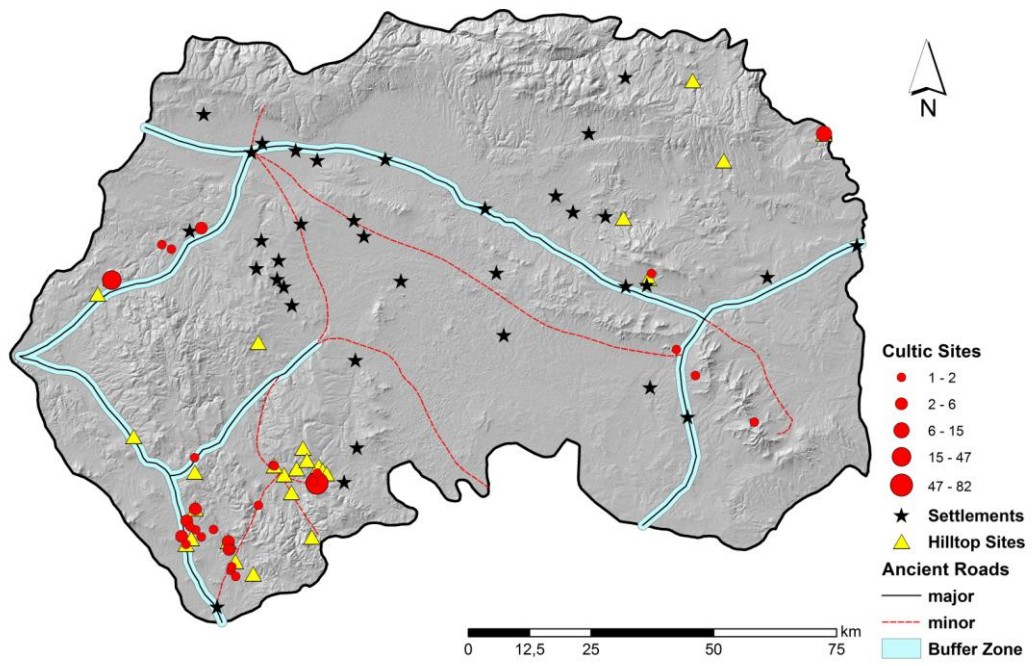 N
Cultic Sites
1 - 2
2 - 6
6 - 15
15 - 47
47 - 82
Settlements
Hilltop Sites
Ancient Roads
major
minor
Buffer Zone
km
0 12,5 25 50 75